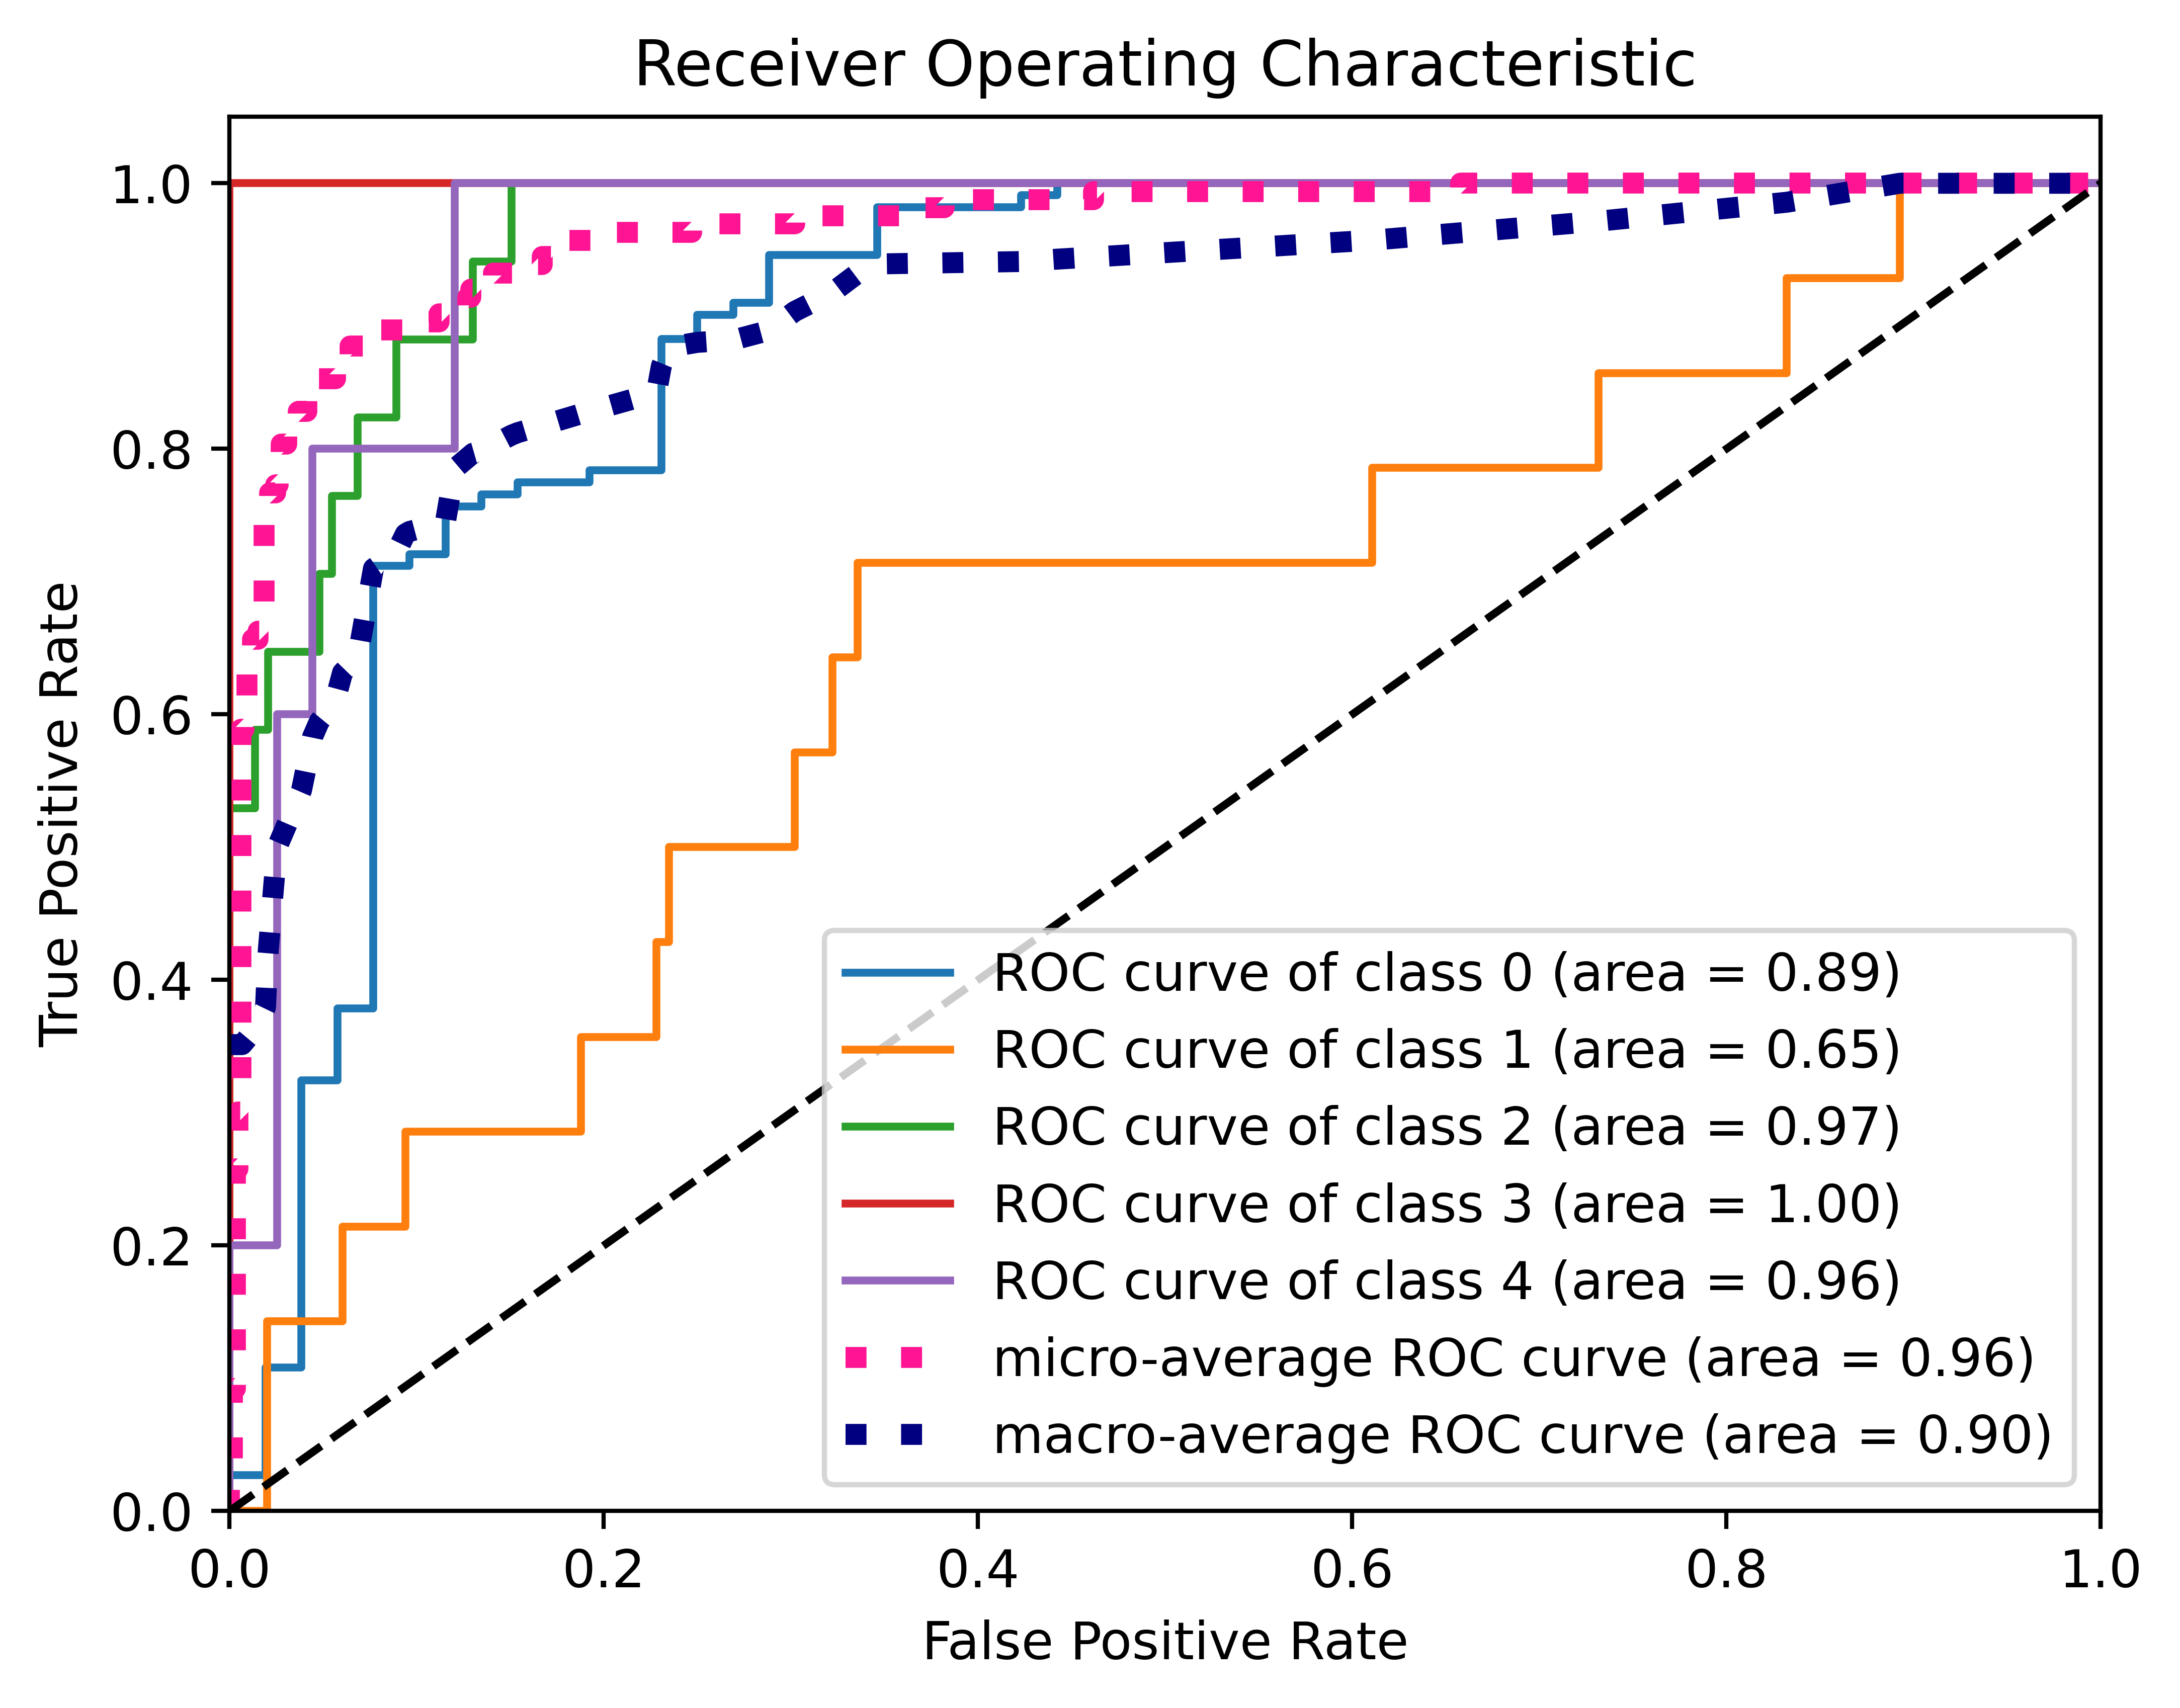 Receiver Operating Characteristic
1.0
0.8
0.6
0.4
0.2
0.0
True Positive Rate
ROC curve of class 0 (area = 0.89)
ROC curve of class 1 (area = 0.65)
ROC curve of class 2 (area = 0.97)
ROC curve of class 3 (area = 1.00)
ROC curve of class 4 (area = 0.96)
micro-average ROC curve (area = 0.96)
macro-average ROC curve (area = 0.90)
0.0 0.2 0.4 0.6 0.8 1.0
False Positive Rate